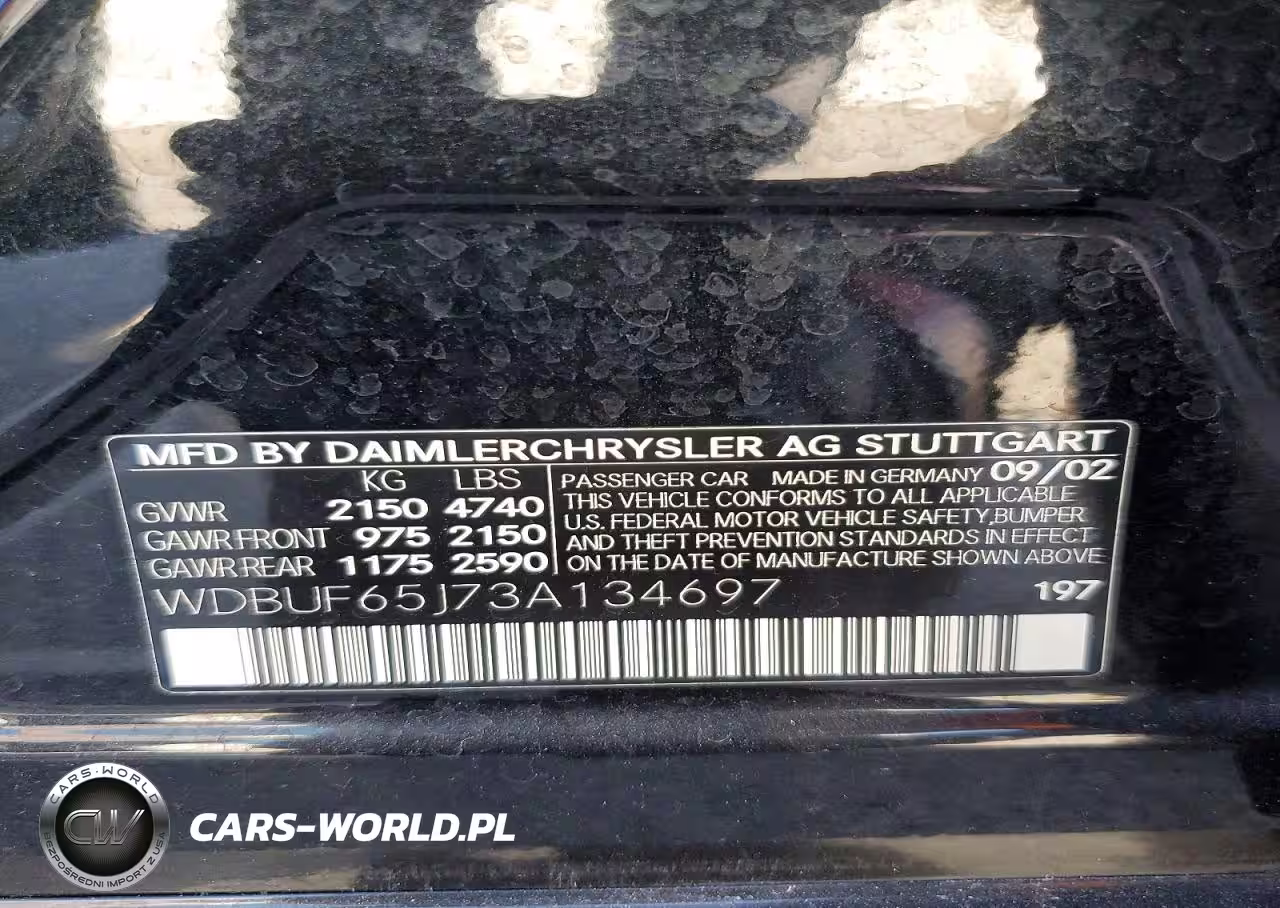 MFD BY DAIMLERCHRYSLER AG STUTTGART
KG LBS
GVWR 2150 4740
GAWR FRONT 975 2150
GAWR REAR 1175 2590
PASSENGER CAR MADE IN GERMANY 09/02
THIS VEHICLE CONFORMS TO ALL APPLICABLE
U.S. FEDERAL MOTOR VEHICLE SAFETY,BUMPER
AND THEFT PREVENTION STANDARDS IN EFFECT
ON THE DATE OF MANUFACTURE SHOWN ABOVE
WDBUF65J73A134697 197
CARS-WORLD
CW
BEZPOŚREDNI IMPORT Z USA
CARS-WORLD.PL